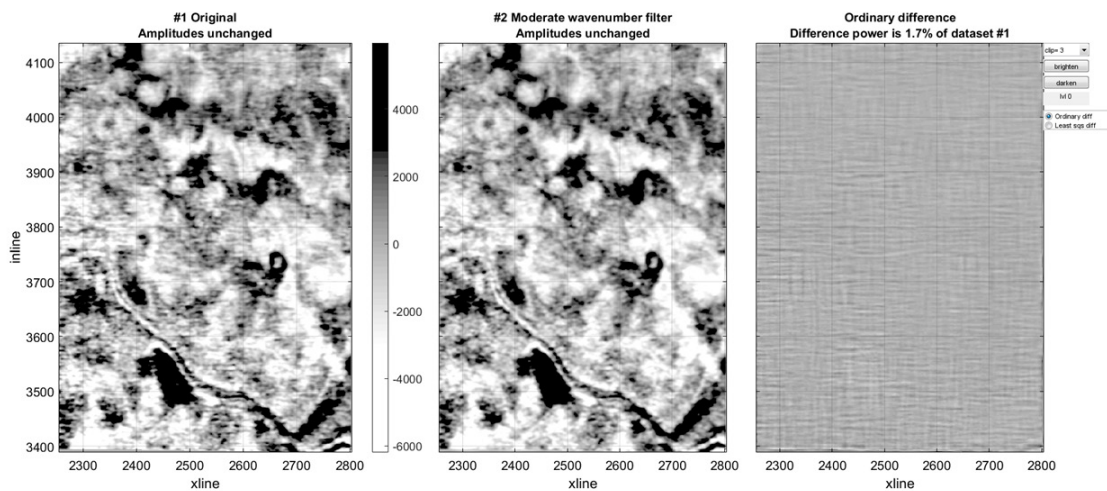 #1 Original
Amplitudes unchanged
#2 Moderate wavenumber filter
Amplitudes unchanged
Ordinary difference
Difference power is 1.7% of dataset #1
4100
4000
3900
3800
3700
3600
3500
3400
inline
2300 2400 2500 2600 2700 2800
xline
4000
2000
0
-2000
-4000
-6000
2300 2400 2500 2600 2700 2800
xline
2300 2400 2500 2600 2700 2800
xline
clip= 3
brighten
darken
lvl 0
Ordinary diff
Least sqs diff